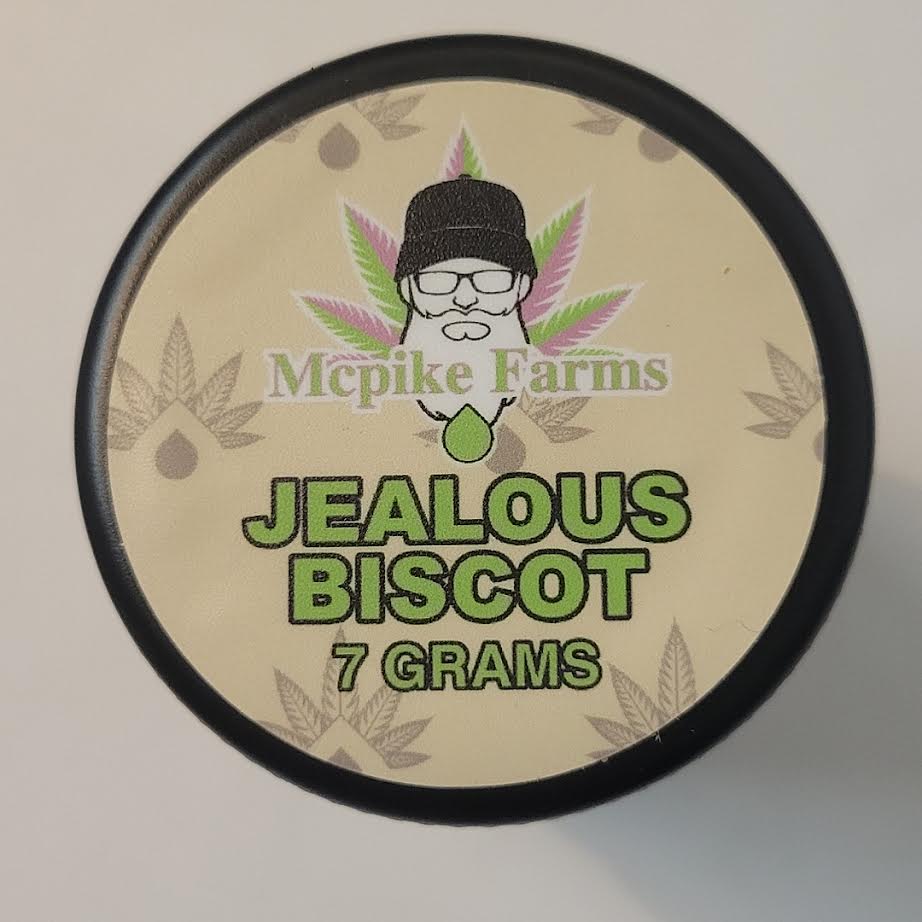 Mcpike Farms
JEALOUS
BISCOT
7 GRAMS